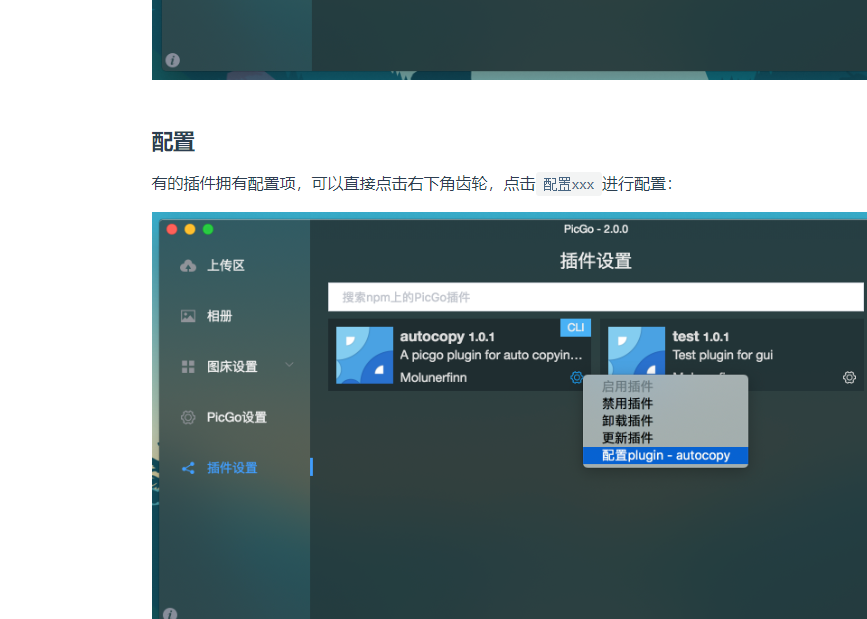 配置
有的插件拥有配置项，可以直接点击右下角齿轮，点击 配置xxx 进行配置：
PicGo - 2.0.0
插件设置
上传区
相册
图床设置
PicGo设置
插件设置
搜索npm上的PicGo插件
CLI
autocopy 1.0.1
A picgo plugin for auto copyin...
Molunerfinn
test 1.0.1
Test plugin for gui
启用插件
禁用插件
卸载插件
更新插件
配置plugin - autocopy